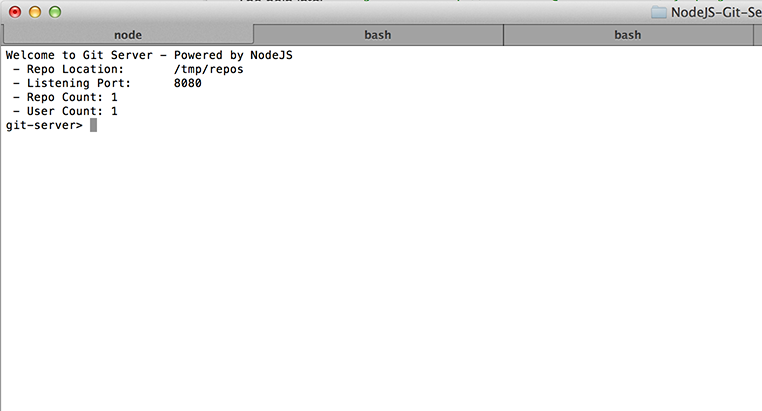 NodeJS-Git-Se
node bash bash
Welcome to Git Server - Powered by NodeJS
- Repo Location: /tmp/repos
- Listening Port: 8080
- Repo Count: 1
- User Count: 1
git-server>